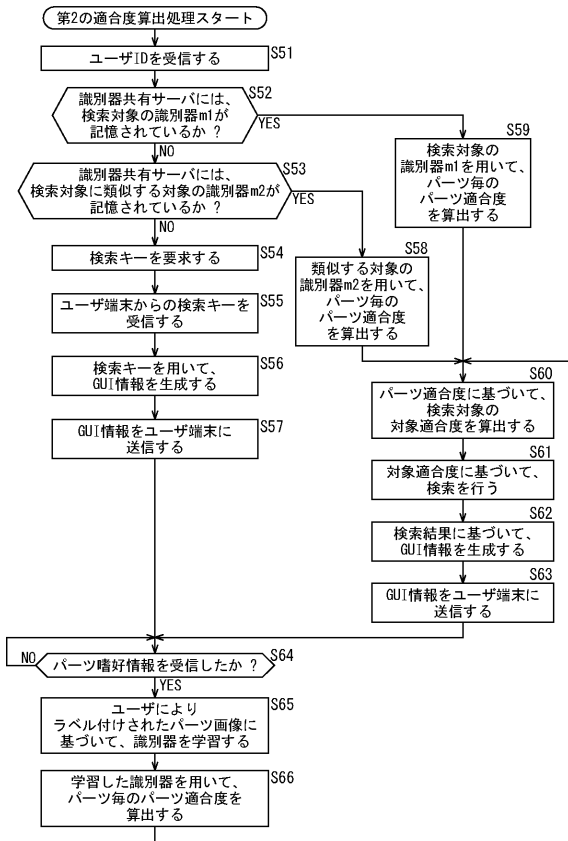 第2の適合度算出処理スタート
S51
ユーザIDを受信する
S52
識別器共有サーバには、
検索対象の識別器m1が
記憶されているか ?
YES
NO
S53
識別器共有サーバには、
検索対象に類似する対象の識別器m2が
記憶されているか ?
YES
NO
S59
検索対象の
識別器m1を用いて、
パーツ毎の
パーツ適合度
を算出する
S54
検索キーを要求する
S58
類似する対象の
識別器m2を用いて、
パーツ毎の
パーツ適合度
を算出する
S55
ユーザ端末からの検索キーを
受信する
S56
検索キーを用いて、
GUI情報を生成する
S57
GUI情報をユーザ端末に
送信する
S60
パーツ適合度に基づいて、
検索対象の
対象適合度を算出する
S61
対象適合度に基づいて、
検索を行う
S62
検索結果に基づいて、
GUI情報を生成する
S63
GUI情報をユーザ端末に
送信する
S64
NO
パーツ嗜好情報を受信したか ?
YES
S65
ユーザにより
ラベル付けされたパーツ画像に
基づいて、識別器を学習する
S66
学習した識別器を用いて、
パーツ毎のパーツ適合度を
算出する